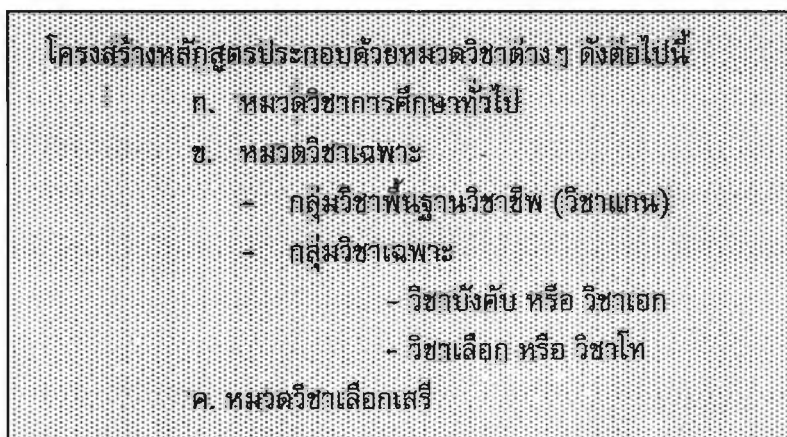 โครงสร้างหลักสูตรประกอบด้วยหมวดวิชาต่างๆ ดังต่อไปนี้
ก. หมวดวิชาการศึกษาทั่วไป
ข. หมวดวิชาเฉพาะ
- กลุ่มวิชาพื้นฐานวิชาชีพ (วิชาแกน)
- กลุ่มวิชาเฉพาะ
- วิชาบังคับ หรือ วิชาเอก
- วิชาเลือก หรือ วิชาโท
ค. หมวดวิชาเลือกเสรี